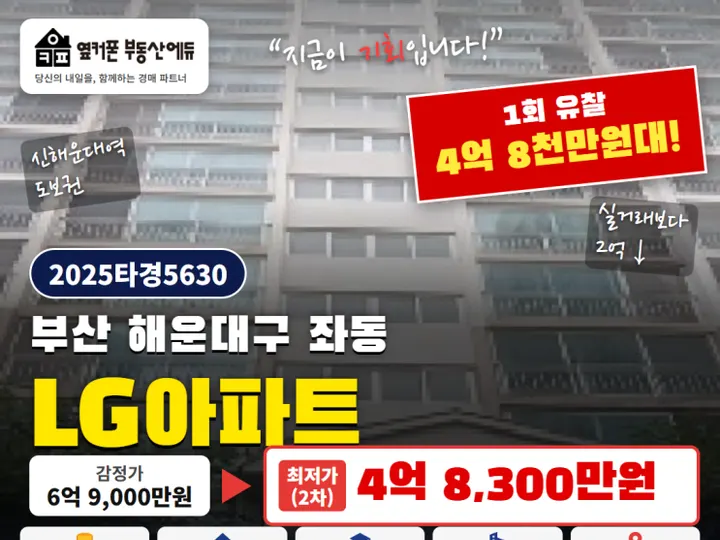 옆커폰 부동산에듀
당신의 내일을, 함께하는 경매 파트너
“지금이 기회입니다!”
1회 유찰
4억 8천만원대!
신해운대역
도보권
실거래보다
2억 ↓
2025타경5630
부산 해운대구 좌동
LG아파트
감정가
6억 9,000만원
최저가
(2차)
4억 8,300만원